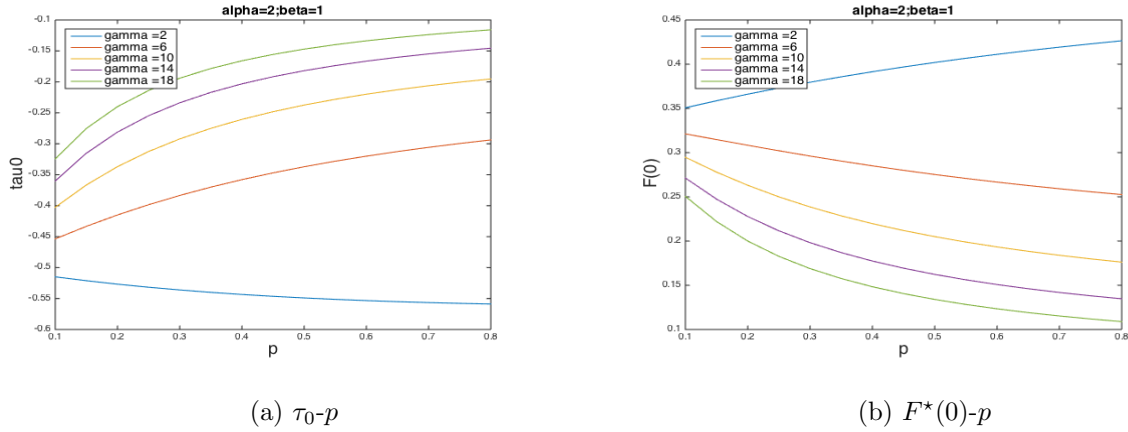 alpha=2;beta=1
-0.1
-0.15
-0.2
-0.25
-0.3
-0.35
-0.4
-0.45
-0.5
-0.55
-0.6
tau0
gamma =2
gamma =6
gamma =10
gamma =14
gamma =18
0.1 0.2 0.3 0.4 0.5 0.6 0.7 0.8
p
(a) τ₀-p
alpha=2;beta=1
0.45
0.4
0.35
0.3
0.25
0.2
0.15
0.1
F(0)
gamma =2
gamma =6
gamma =10
gamma =14
gamma =18
0.1 0.2 0.3 0.4 0.5 0.6 0.7 0.8
p
(b) F⋆(0)-p